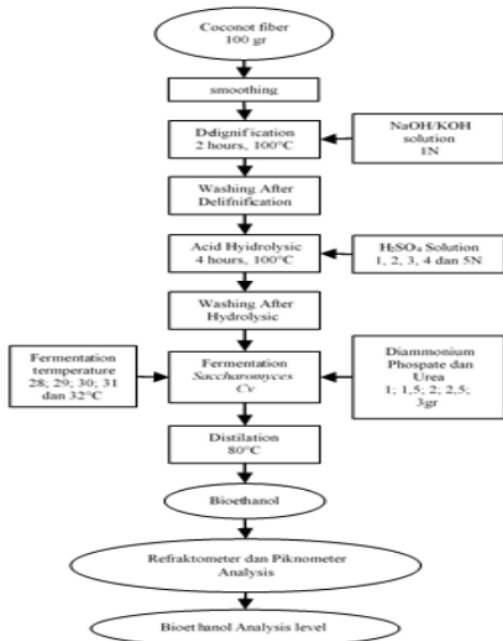 Coconot fiber
100 gr
smoothing
Delignification
2 hours, 100°C
NaOH/KOH
solution
1N
Washing After
Delifnification
Acid Hyidrolysic
4 hours, 100°C
H₂SO₄ Solution
1, 2, 3, 4 dan 5N
Washing After
Hydrolysic
Fermentation
termperature
28; 29; 30; 31
dan 32°C
Fermentation
Saccharomyces
Cv
Diammonium
Phospate dan
Urea
1; 1,5; 2; 2,5;
3gr
Distilation
80°C
Bioethanol
Refraktometer dan Piknometer
Analysis
Bioethanol Analysis level